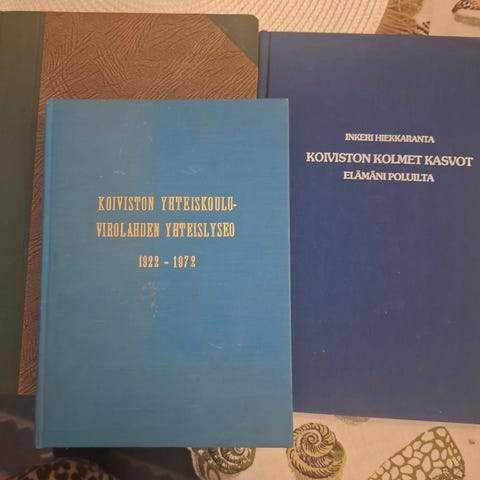 KOIVISTON YHTEISKOULU-
VIROLAHDEN YHTEISLYSEO
1922 - 1972
INKERI HIEKKARANTA
KOIVISTON KOLMET KASVOT
ELÄMÄNI POLUILTA